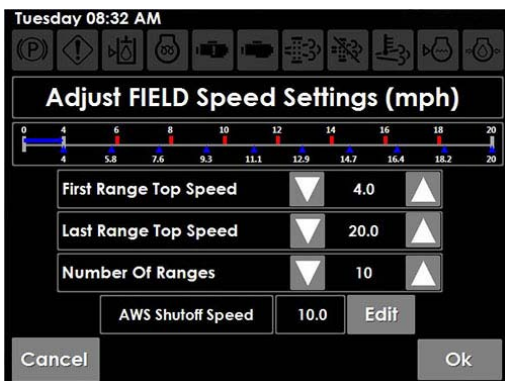 Tuesday 08:32 AM
(P)
Adjust FIELD Speed Settings (mph)
0 4 6 8 10 12 14 16 18 20
4 5.8 7.6 9.3 11.1 12.9 14.7 16.4 18.2 20
First Range Top Speed 4.0
Last Range Top Speed 20.0
Number Of Ranges 10
AWS Shutoff Speed 10.0 Edit
Cancel Ok